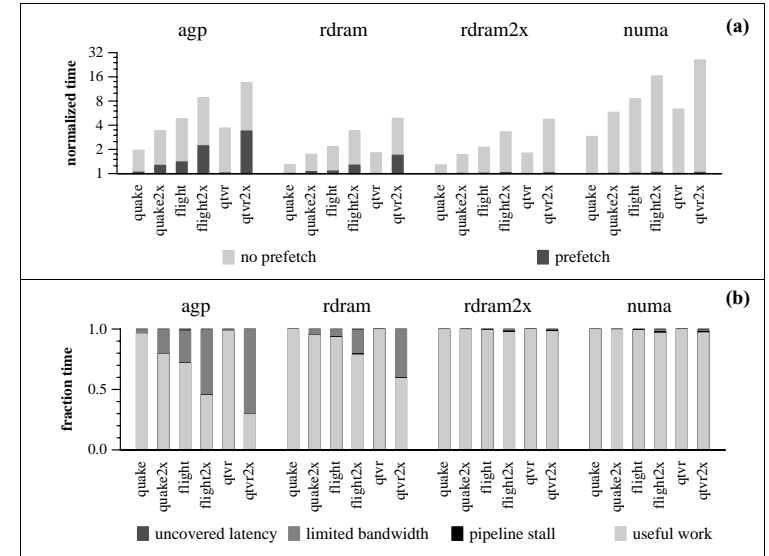 (a)
agp rdram rdram2x numa
normalized time
32
16
8
4
2
1
quake quake2x flight flight2x qtvr qtvr2x quake quake2x flight flight2x qtvr qtvr2x quake quake2x flight flight2x qtvr qtvr2x quake quake2x flight flight2x qtvr qtvr2x
no prefetch prefetch
(b)
agp rdram rdram2x numa
fraction time
1.0
0.5
0.0
quake quake2x flight flight2x qtvr qtvr2x quake quake2x flight flight2x qtvr qtvr2x quake quake2x flight flight2x qtvr qtvr2x quake quake2x flight flight2x qtvr qtvr2x
uncovered latency limited bandwidth pipeline stall useful work